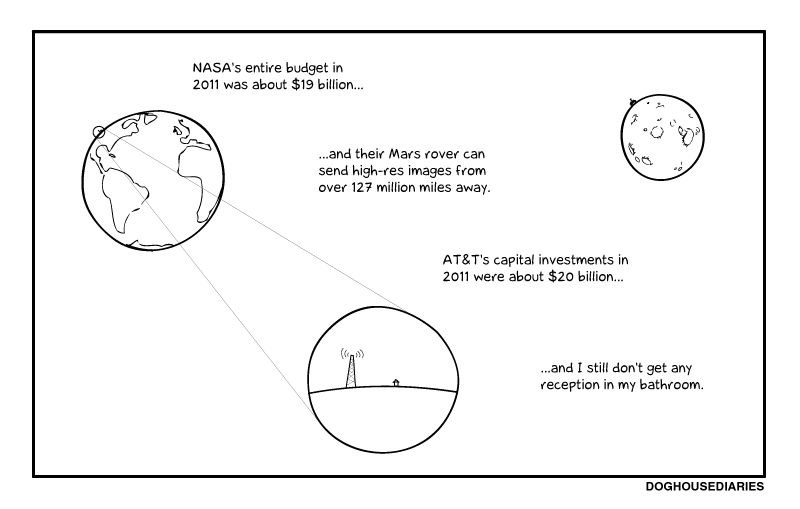 NASA's entire budget in
2011 was about $19 billion...
...and their Mars rover can
send high-res images from
over 127 million miles away.
AT&T's capital investments in
2011 were about $20 billion...
...and I still don't get any
reception in my bathroom.
DOGHOUSEDIARIES